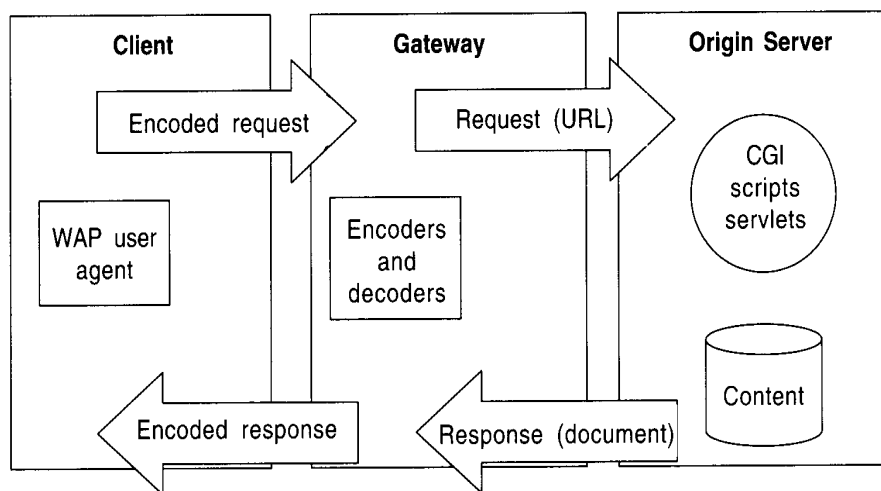 Client
Gateway
Origin Server
Encoded request
Request (URL)
CGI
scripts
servlets
WAP user
agent
Encoders
and
decoders
Content
Encoded response
Response (document)